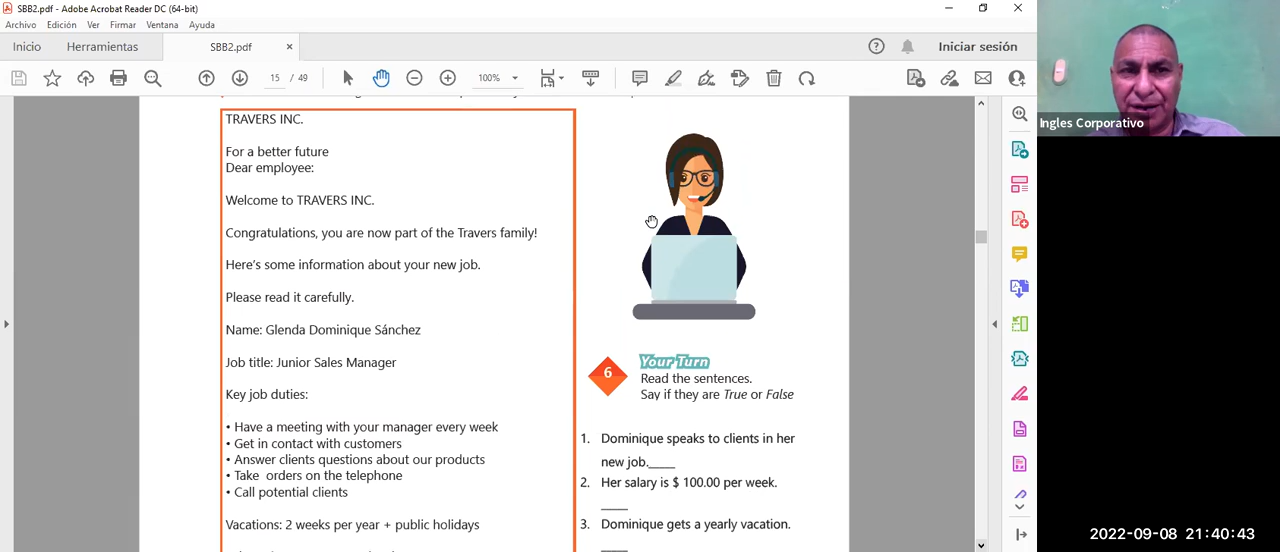 SBB2.pdf - Adobe Acrobat Reader DC (64-bit)
Archivo Edición Ver Firmar Ventana Ayuda
Inicio Herramientas SBB2.pdf × Iniciar sesión
15 / 49 100%
TRAVERS INC.
For a better future
Dear employee:
Welcome to TRAVERS INC.
Congratulations, you are now part of the Travers family!
Here's some information about your new job.
Please read it carefully.
Name: Glenda Dominique Sánchez
Job title: Junior Sales Manager
Key job duties:
• Have a meeting with your manager every week
• Get in contact with customers
• Answer clients questions about our products
• Take orders on the telephone
• Call potential clients
Vacations: 2 weeks per year + public holidays
6
Your Turn
Read the sentences.
Say if they are True or False
1. Dominique speaks to clients in her
new job.____
2. Her salary is $ 100.00 per week.
____
3. Dominique gets a yearly vacation.
____
Ingles Corporativo
2022-09-08 21:40:43